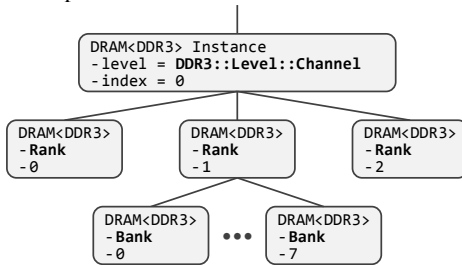 DRAM<DDR3> Instance
-level = DDR3::Level::Channel
-index = 0
DRAM<DDR3>
-Rank
-0
DRAM<DDR3>
-Rank
-1
DRAM<DDR3>
-Rank
-2
DRAM<DDR3>
-Bank
-0
•••
DRAM<DDR3>
-Bank
-7